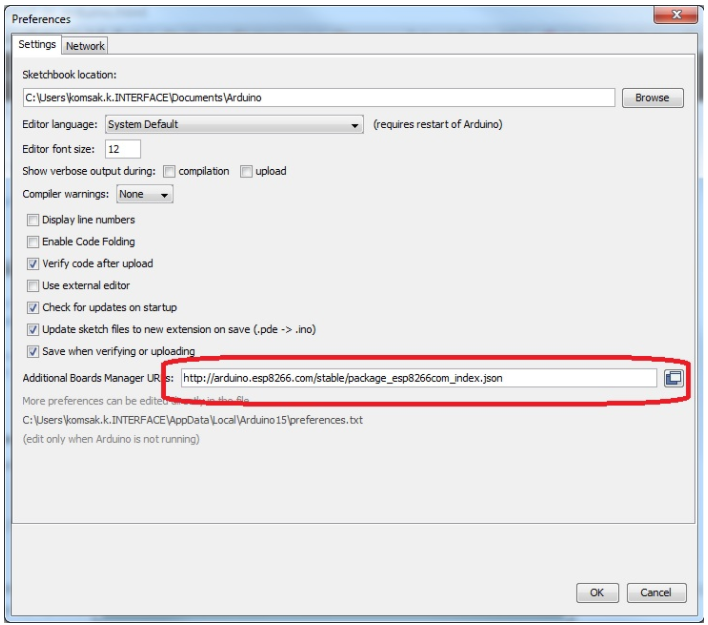 Preferences
Settings Network
Sketchbook location:
C:\Users\komsak.k.INTERFACE\Documents\Arduino Browse
Editor language: System Default (requires restart of Arduino)
Editor font size: 12
Show verbose output during: compilation upload
Compiler warnings: None
Display line numbers
Enable Code Folding
Verify code after upload
Use external editor
Check for updates on startup
Update sketch files to new extension on save (.pde -> .ino)
Save when verifying or uploading
Additional Boards Manager URLs: http://arduino.esp8266.com/stable/package_esp8266com_index.json
More preferences can be edited directly in the file
C:\Users\komsak.k.INTERFACE\AppData\Local\Arduino15\preferences.txt
(edit only when Arduino is not running)
OK Cancel